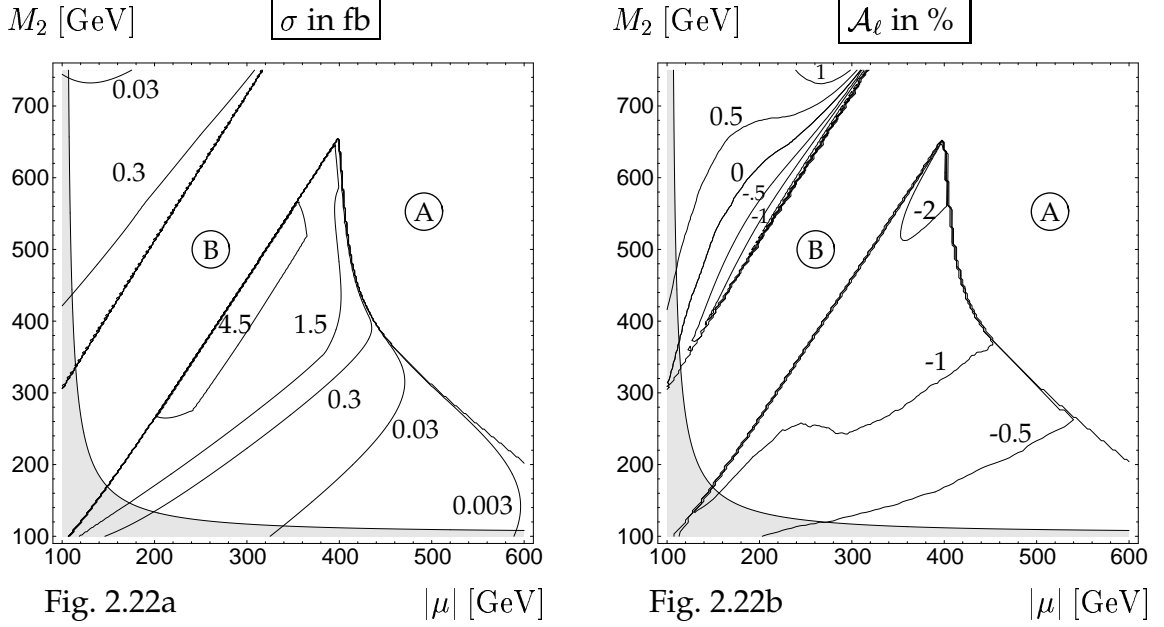 M₂ [GeV]
σ in fb
700
600
500
400
300
200
100
0.03
0.3
A
B
4.5
1.5
0.3
0.03
0.003
100 200 300 400 500 600
Fig. 2.22a
|μ| [GeV]
M₂ [GeV]
𝒜ℓ in %
700
600
500
400
300
200
100
1
0.5
0
-.5
-1
A
B
-2
-1
-0.5
100 200 300 400 500 600
Fig. 2.22b
|μ| [GeV]